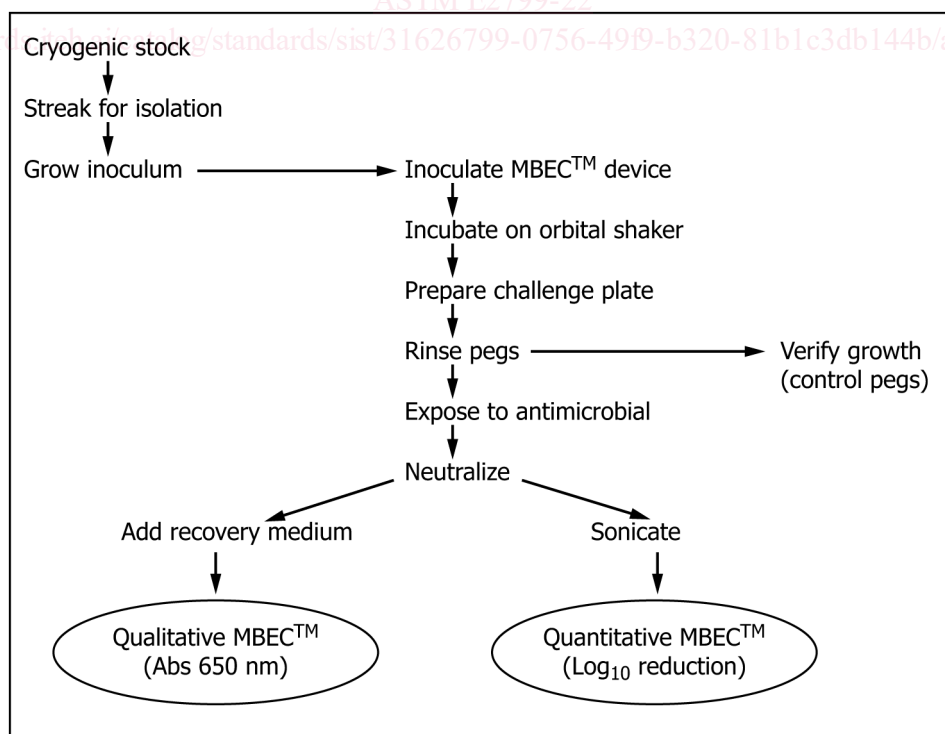 ASTM E2799-22
/catalog/standards/sist/31626799-0756-49f9-b320-81b1c3db144b/a
Cryogenic stock
Streak for isolation
Grow inoculum
Inoculate MBEC™ device
Incubate on orbital shaker
Prepare challenge plate
Rinse pegs
Verify growth
(control pegs)
Expose to antimicrobial
Neutralize
Add recovery medium
Sonicate
Qualitative MBEC™
(Abs 650 nm)
Quantitative MBEC™
(Log₁₀ reduction)